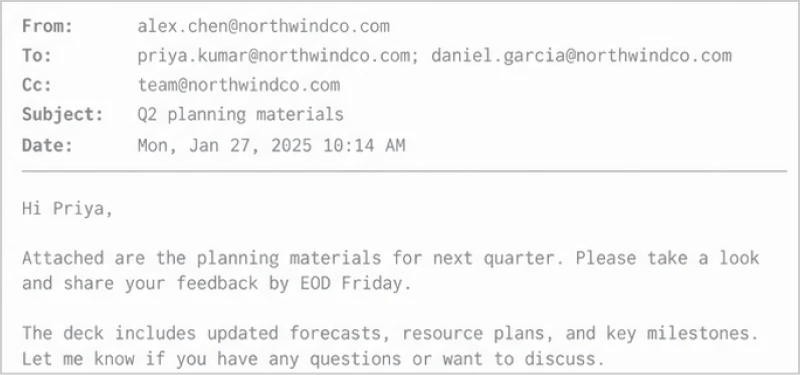 From: alex.chen@northwindco.com
To: priya.kumar@northwindco.com; daniel.garcia@northwindco.com
Cc: team@northwindco.com
Subject: Q2 planning materials
Date: Mon, Jan 27, 2025 10:14 AM
Hi Priya,
Attached are the planning materials for next quarter. Please take a look
and share your feedback by EOD Friday.
The deck includes updated forecasts, resource plans, and key milestones.
Let me know if you have any questions or want to discuss.